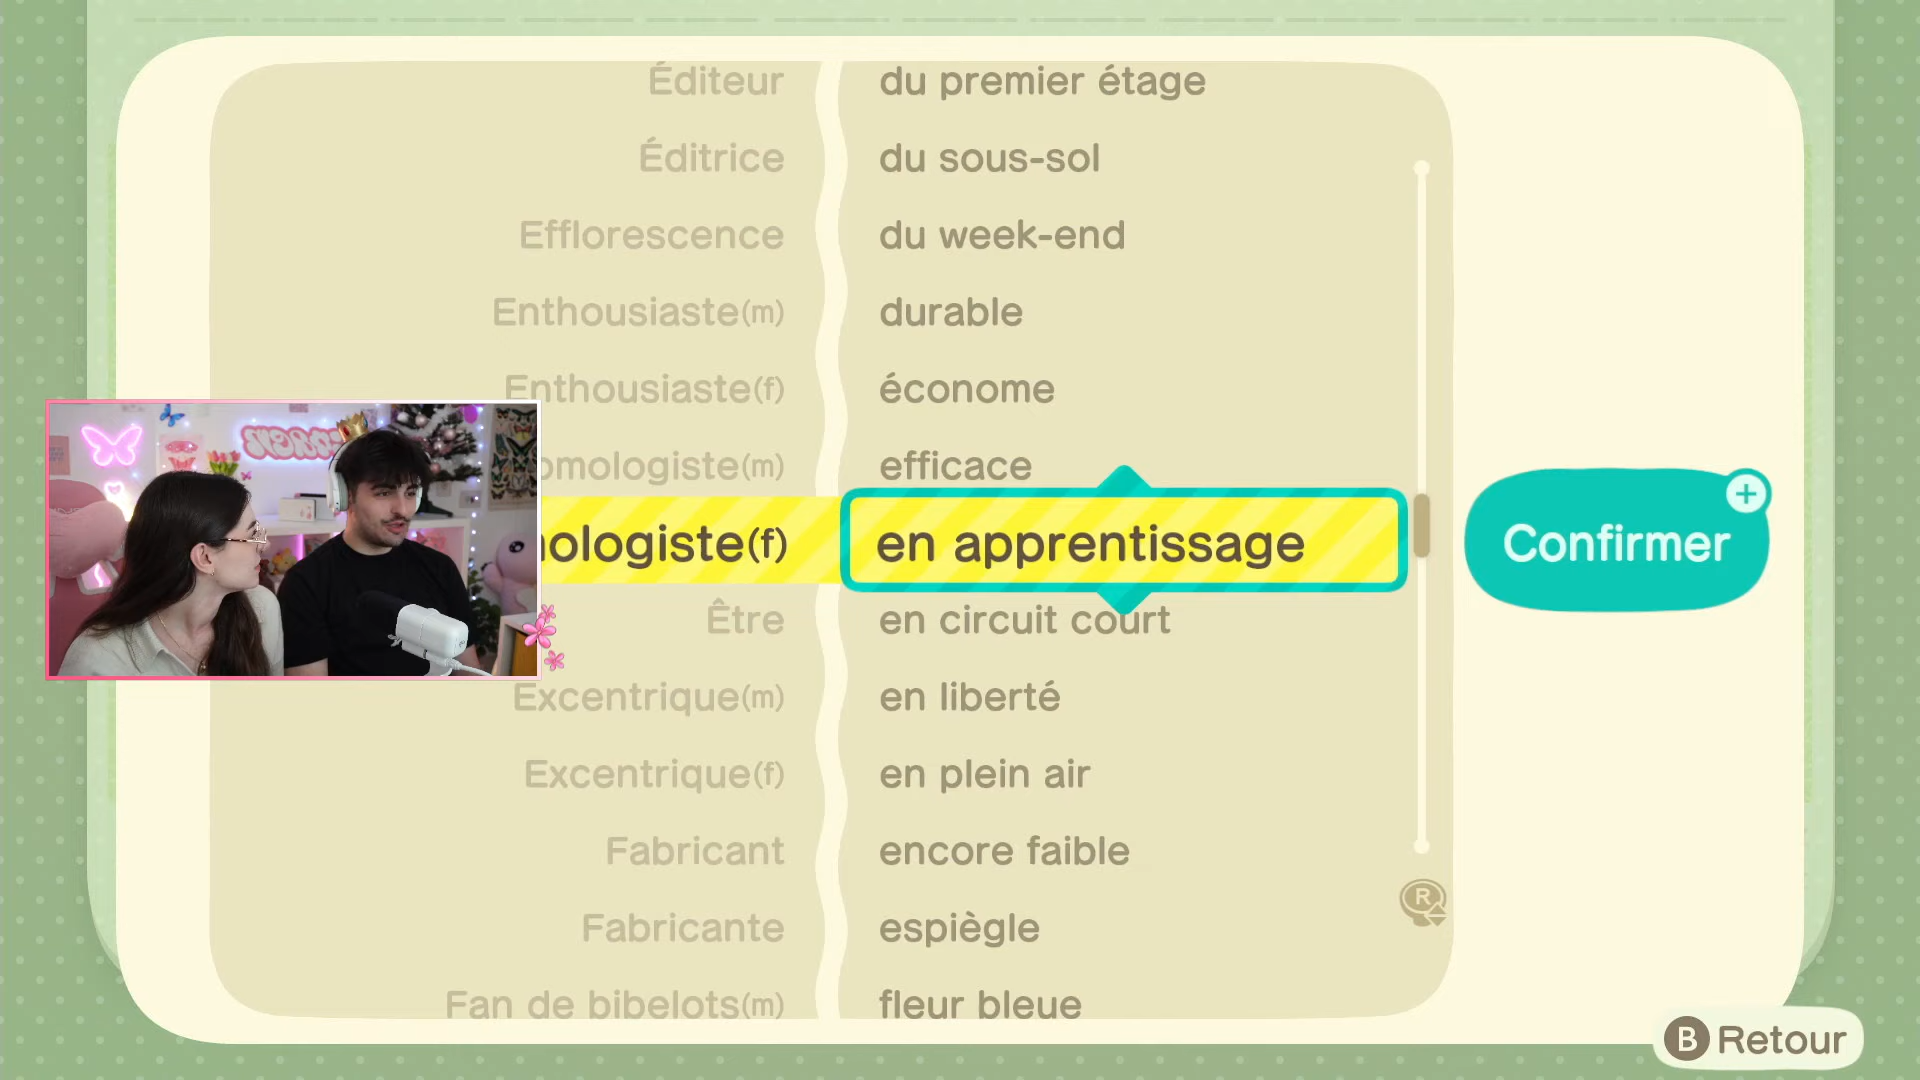 Éditeur du premier étage
Éditrice du sous-sol
Efflorescence du week-end
Enthousiaste(m) durable
Enthousiaste(f) économe
omologiste(m) efficace
ologiste(f) en apprentissage
Confirmer
Être en circuit court
Excentrique(m) en liberté
Excentrique(f) en plein air
Fabricant encore faible
R
Fabricante espiègle
Fan de bibelots(m) fleur bleue
B Retour